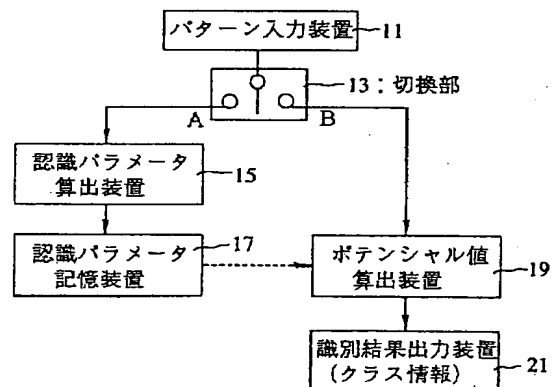 パターン入力装置
11
13：切換部
A
B
認識パラメータ
算出装置
15
認識パラメータ
記憶装置
17
ポテンシャル値
算出装置
19
識別結果出力装置
（クラス情報）
21